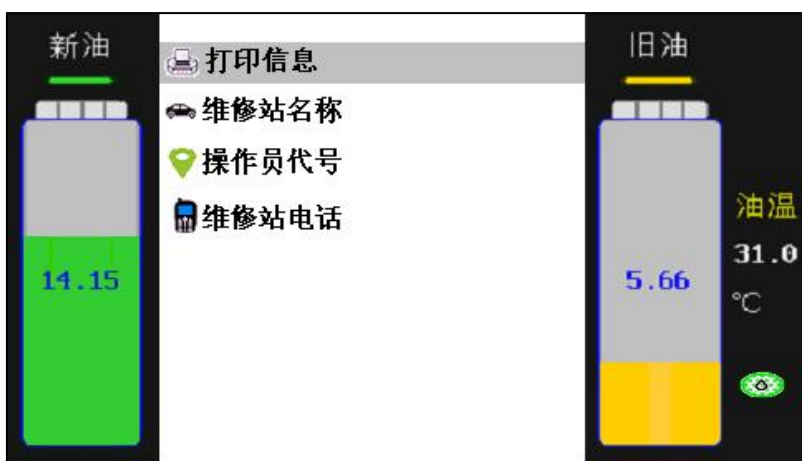 新油
14.15
打印信息
维修站名称
操作员代号
维修站电话
旧油
5.66
油温
31.0
℃